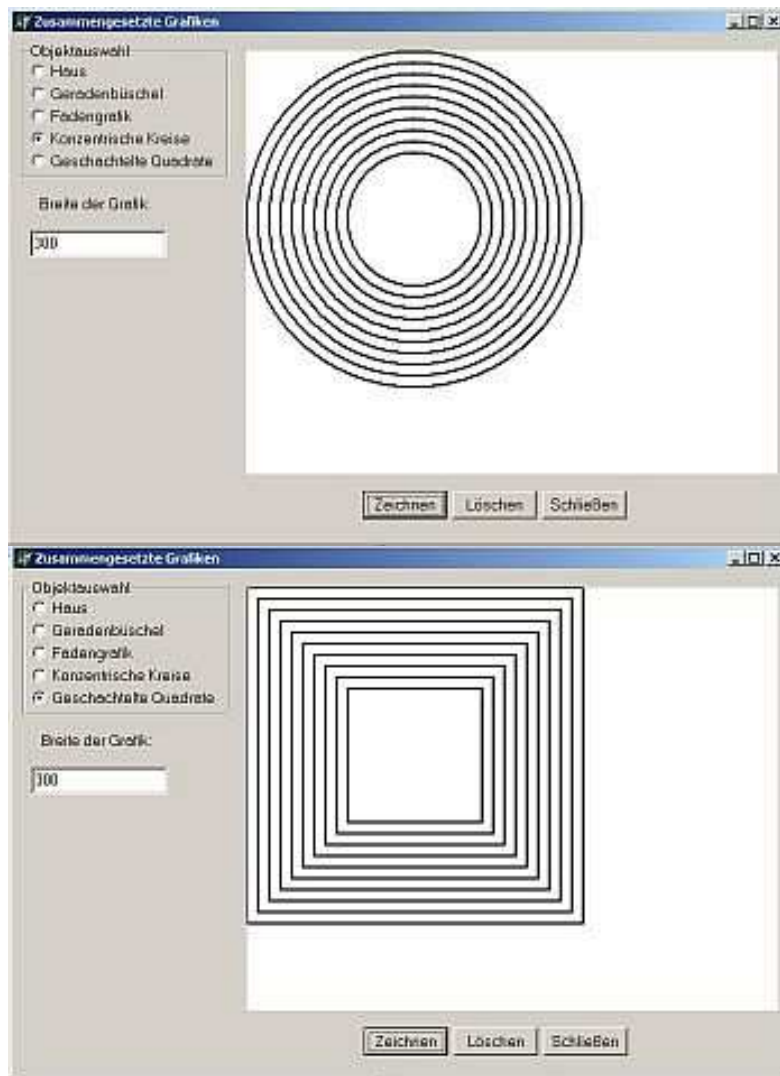 Zusammengesetzte Grafiken
Objektauswahl
Haus
Geradenbüschel
Fadengrafik
Konzentrische Kreise
Geschachtelte Quadrate
Breite der Grafik:
300
Zeichnen Löschen Schließen
Zusammengesetzte Grafiken
Objektauswahl
Haus
Geradenbüschel
Fadengrafik
Konzentrische Kreise
Geschachtelte Quadrate
Breite der Grafik:
300
Zeichnen Löschen Schließen